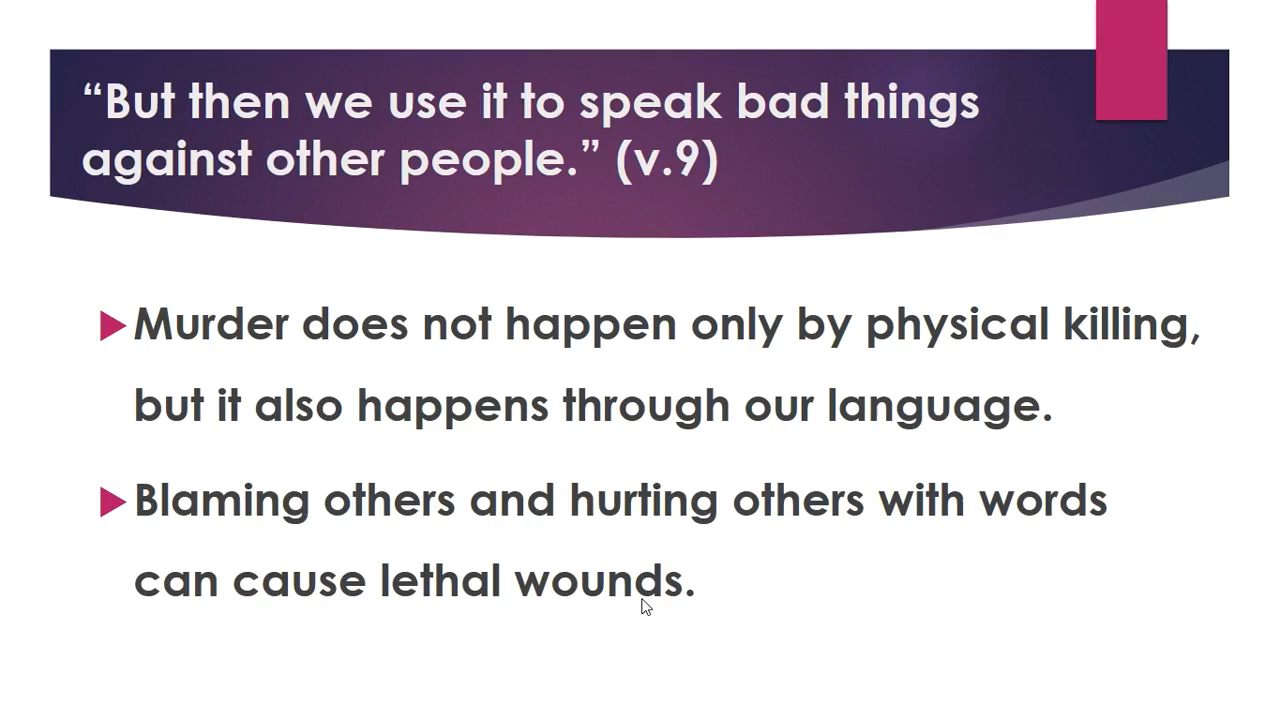 “But then we use it to speak bad things
against other people.” (v.9)
Murder does not happen only by physical killing,
but it also happens through our language.
Blaming others and hurting others with words
can cause lethal wounds.